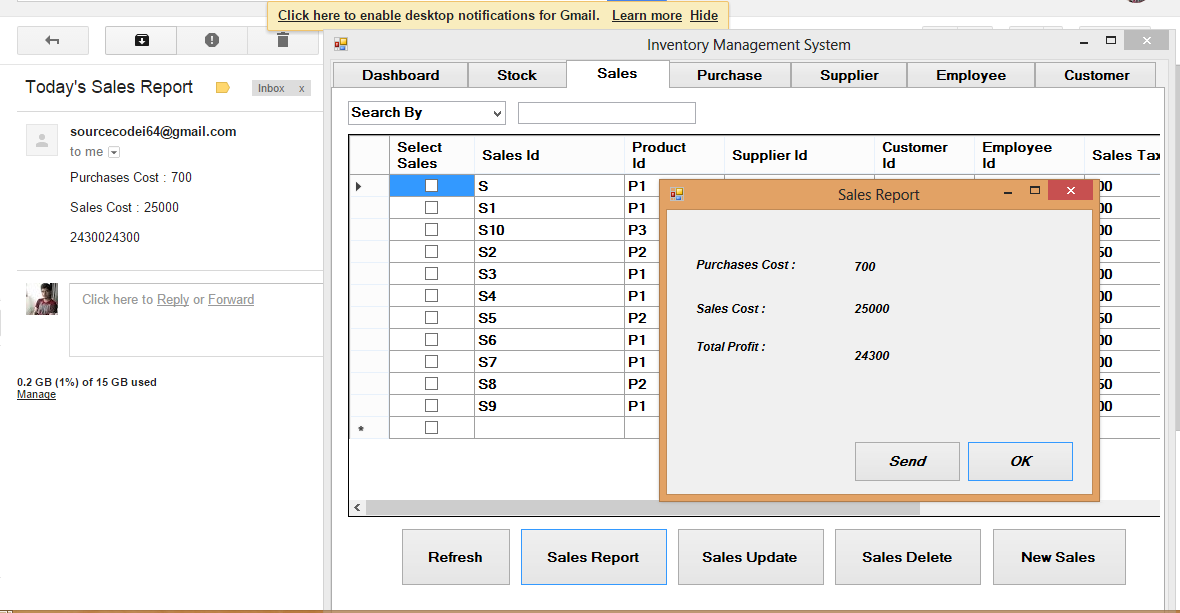 Click here to enable desktop notifications for Gmail. Learn more Hide
Today's Sales Report
Inbox x
sourcecodei64@gmail.com
to me
Purchases Cost : 700
Sales Cost : 25000
2430024300
Click here to Reply or Forward
0.2 GB (1%) of 15 GB used
Manage
Inventory Management System
Dashboard Stock Sales Purchase Supplier Employee Customer
Search By
Select Sales Sales Id Product Id Supplier Id Customer Id Employee Id Sales Tax
S P1 00
S1 P1 00
S10 P3 00
S2 P2 50
S3 P1 00
S4 P1 00
S5 P2 50
S6 P1 00
S7 P1 00
S8 P2 50
S9 P1 00
*
Sales Report
Purchases Cost : 700
Sales Cost : 25000
Total Profit : 24300
Send OK
Refresh Sales Report Sales Update Sales Delete New Sales